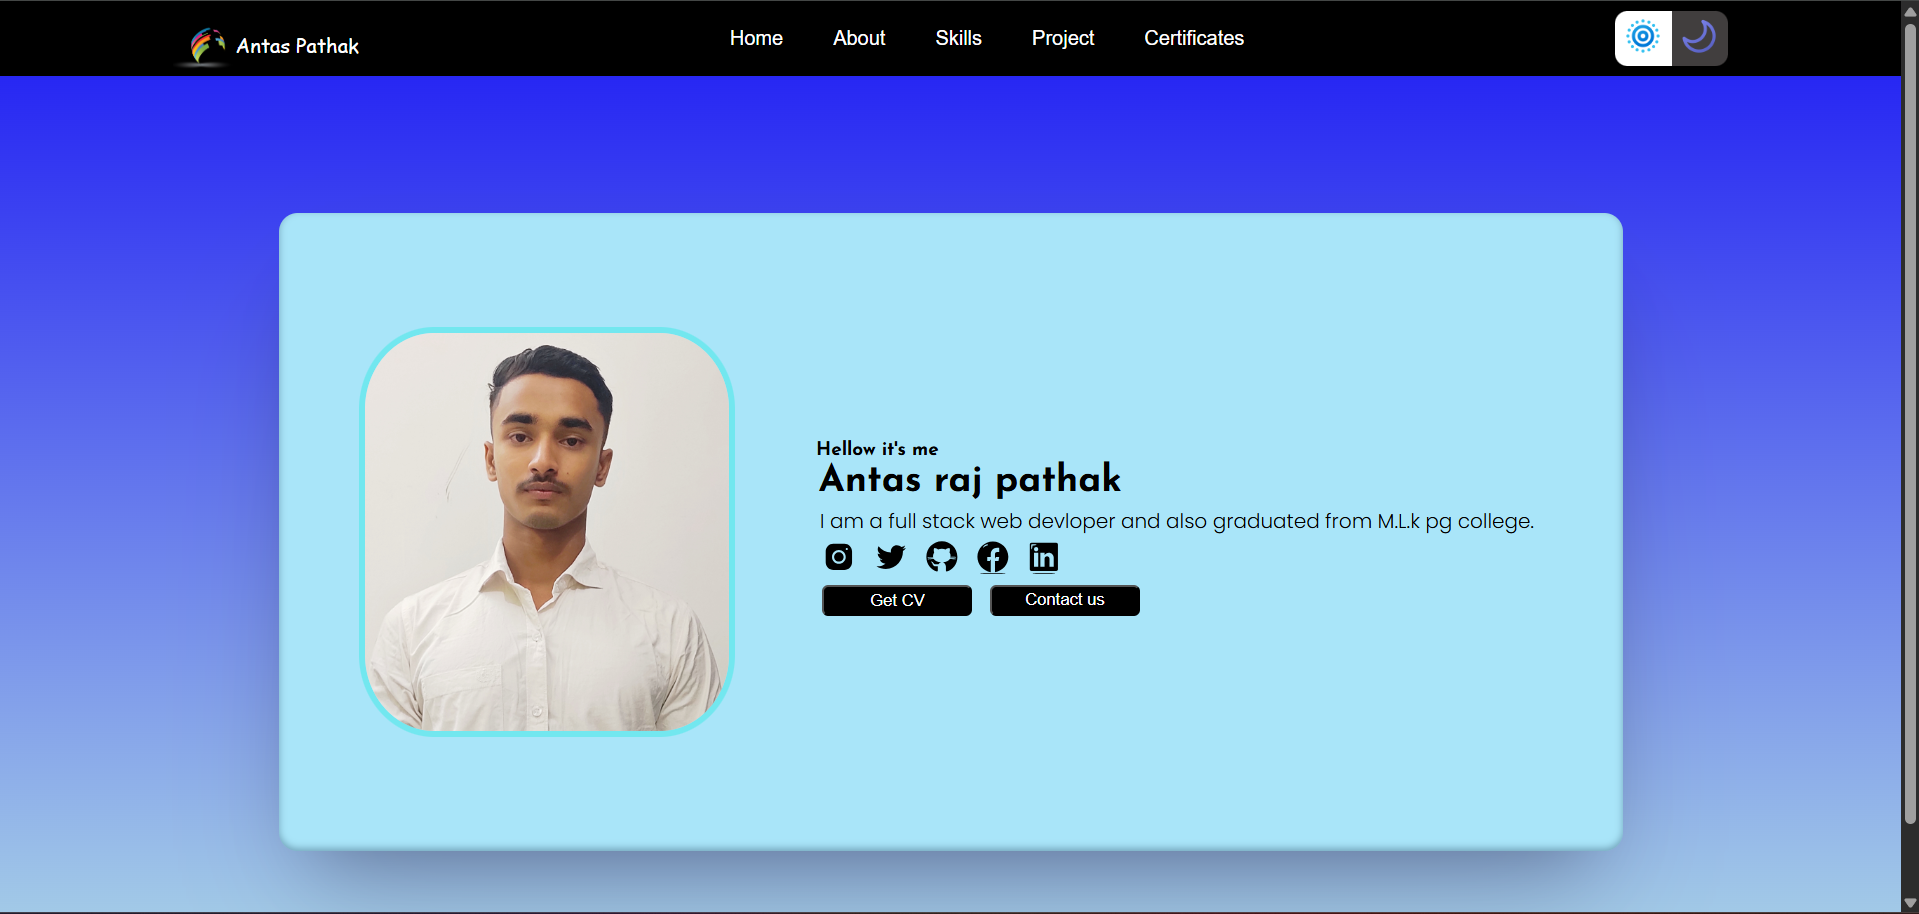 Antas Pathak
Home About Skills Project Certificates
Hellow it's me
Antas raj pathak
I am a full stack web devloper and also graduated from M.L.k pg college.
Get CV Contact us